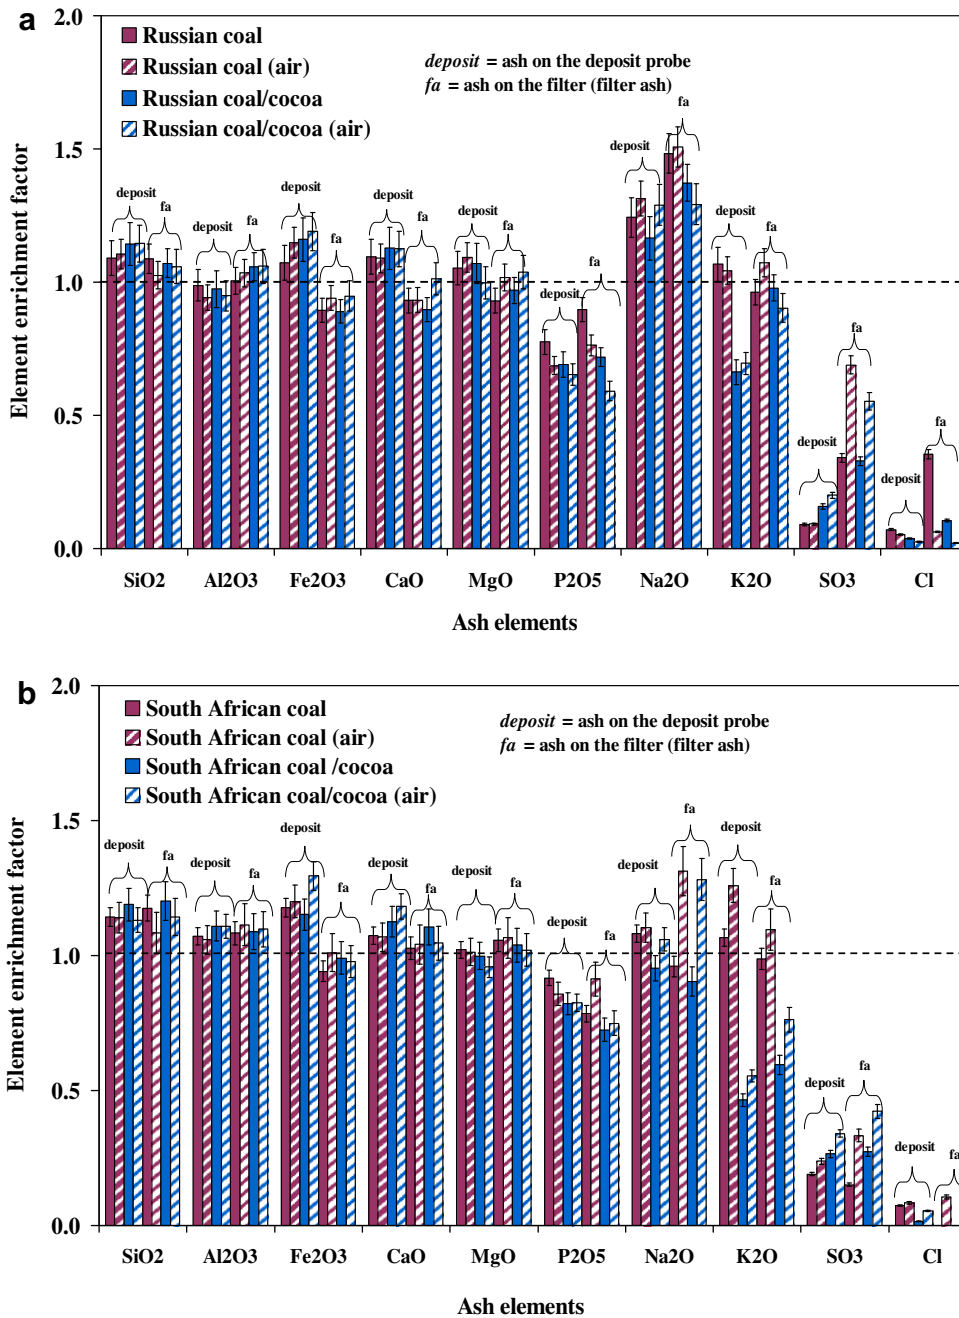 a
2.0
Russian coal
Russian coal (air)
Russian coal/cocoa
Russian coal/cocoa (air)
deposit = ash on the deposit probe
fa = ash on the filter (filter ash)
Element enrichment factor
1.5
1.0
0.5
0.0
deposit
fa
deposit
fa
deposit
fa
deposit
fa
deposit
fa
deposit
fa
deposit
fa
deposit
fa
deposit
fa
deposit
fa
SiO2 Al2O3 Fe2O3 CaO MgO P2O5 Na2O K2O SO3 Cl
Ash elements
b
2.0
South African coal
South African coal (air)
South African coal /cocoa
South African coal/cocoa (air)
deposit = ash on the deposit probe
fa = ash on the filter (filter ash)
Element enrichment factor
1.5
1.0
0.5
0.0
deposit
fa
deposit
fa
deposit
fa
deposit
fa
deposit
fa
deposit
fa
deposit
fa
deposit
fa
deposit
fa
deposit
fa
SiO2 Al2O3 Fe2O3 CaO MgO P2O5 Na2O K2O SO3 Cl
Ash elements